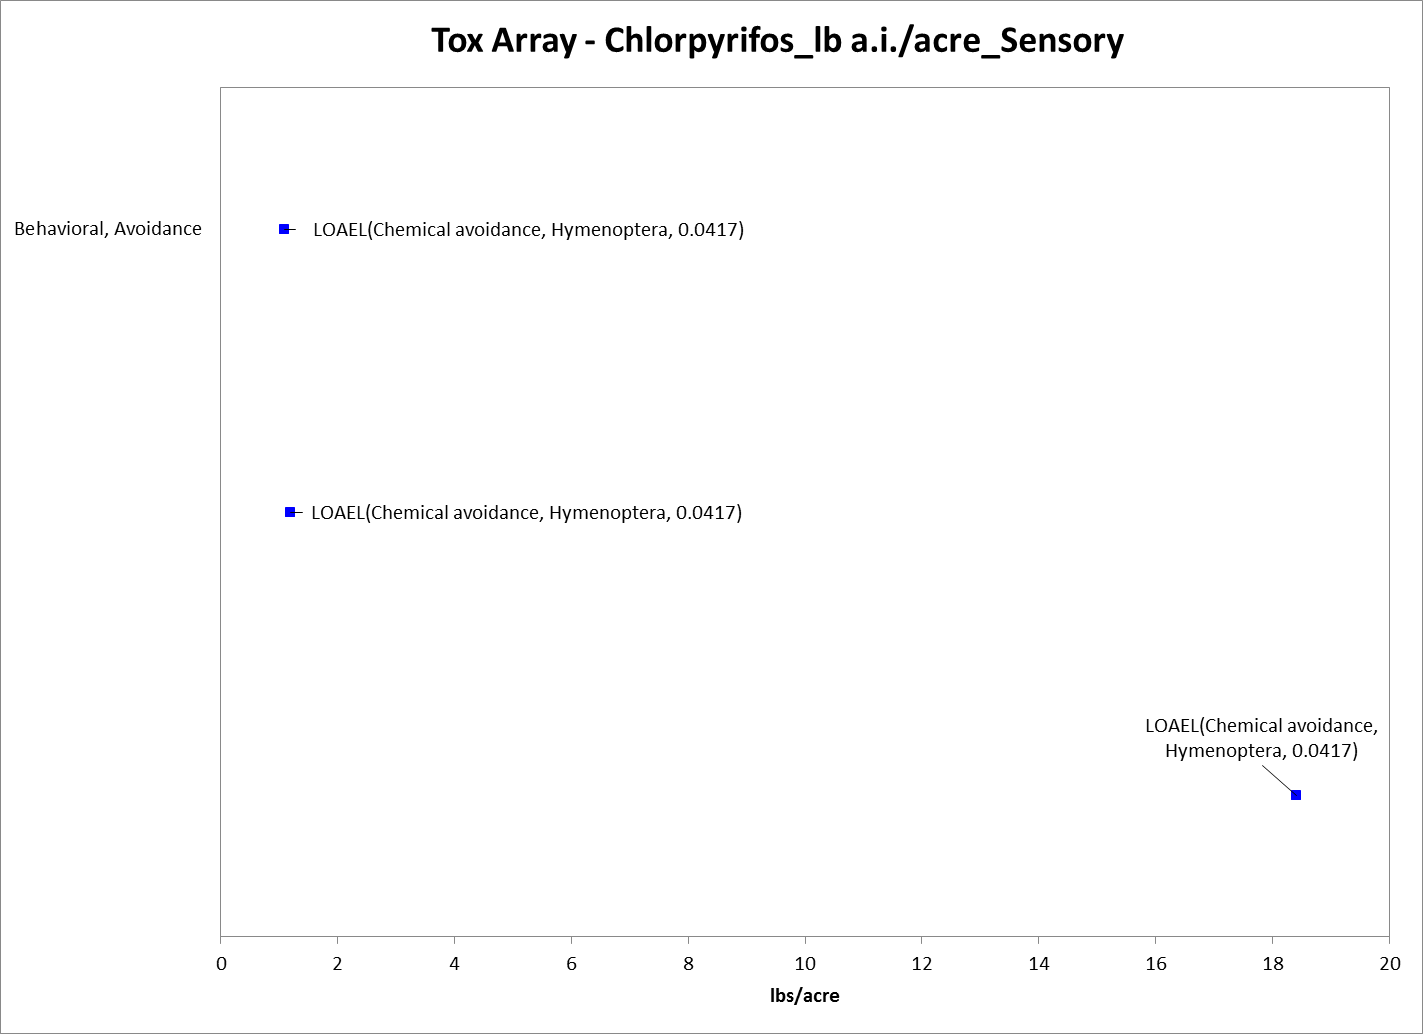 Tox Array - Chlorpyrifos_lb a.i./acre_Sensory
Behavioral, Avoidance
LOAEL(Chemical avoidance, Hymenoptera, 0.0417)
LOAEL(Chemical avoidance, Hymenoptera, 0.0417)
LOAEL(Chemical avoidance,
Hymenoptera, 0.0417)
0 2 4 6 8 10 12 14 16 18 20
lbs/acre